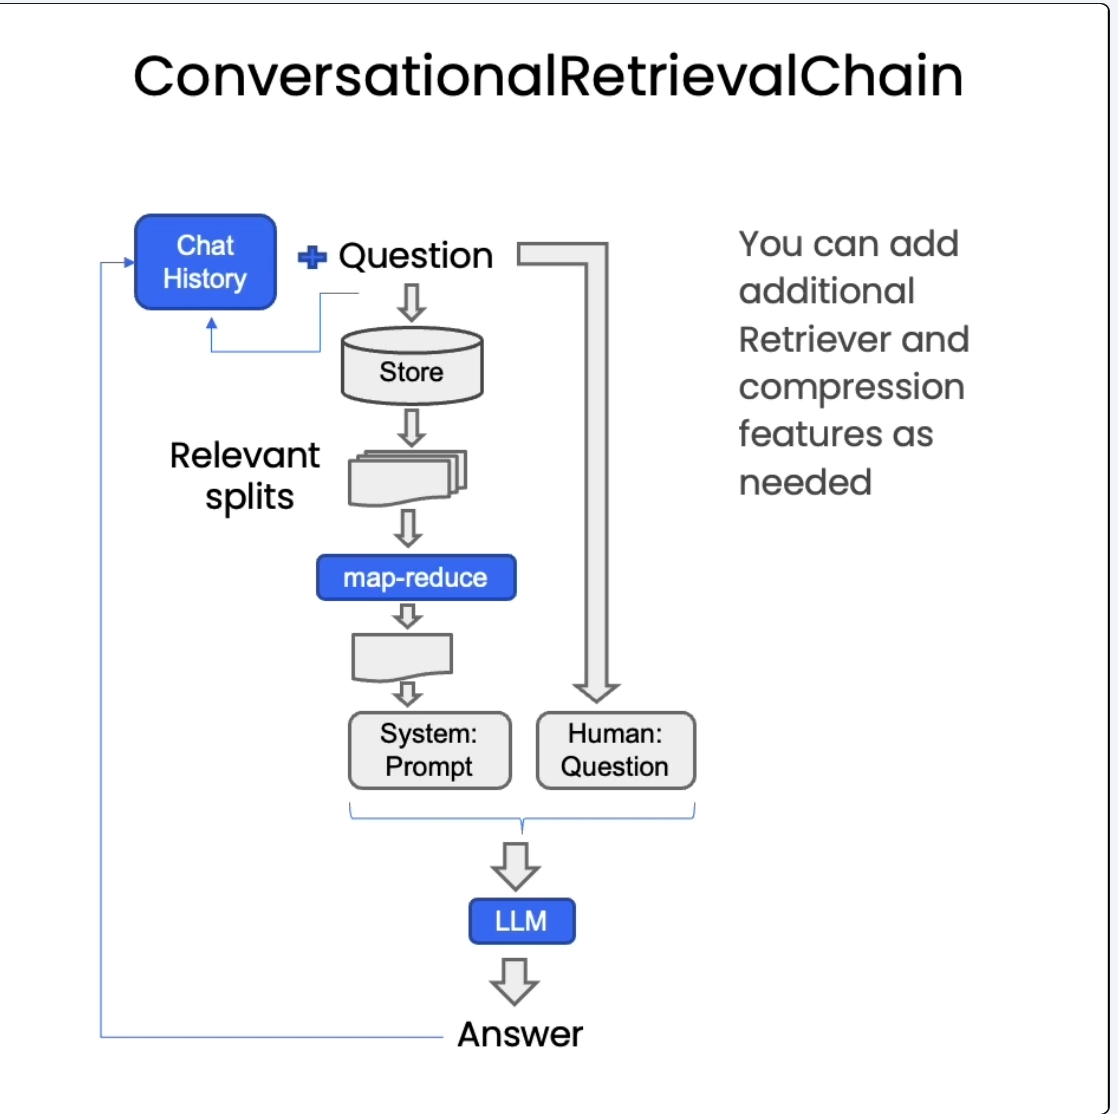 ConversationalRetrievalChain
Chat
History
Question
You can add
additional
Retriever and
compression
features as
needed
Store
Relevant
splits
map-reduce
System:
Prompt
Human:
Question
LLM
Answer